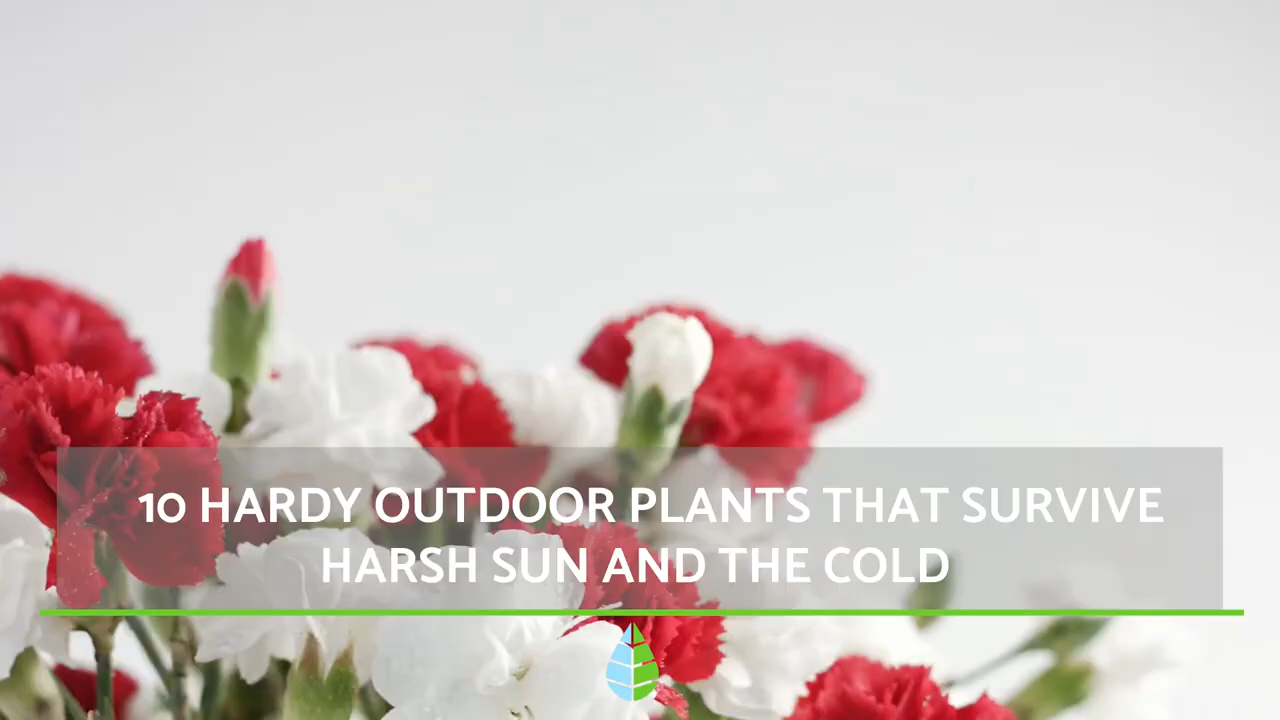 10 HARDY OUTDOOR PLANTS THAT SURVIVE
HARSH SUN AND THE COLD